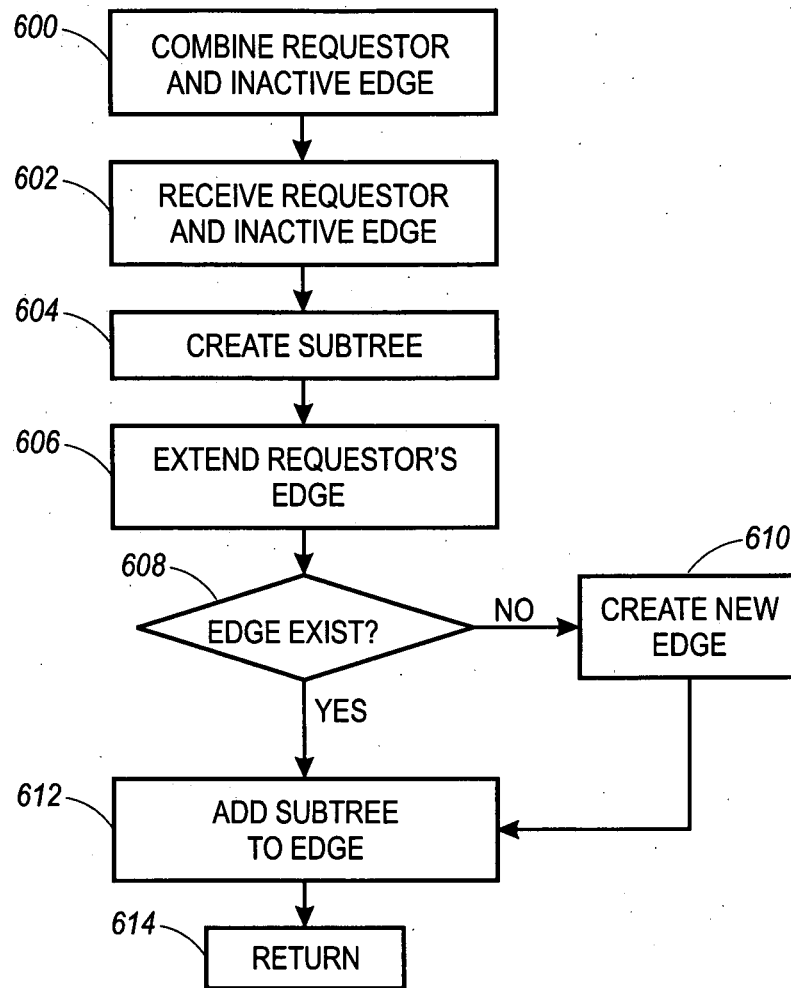 600
COMBINE REQUESTOR
AND INACTIVE EDGE
602
RECEIVE REQUESTOR
AND INACTIVE EDGE
604
CREATE SUBTREE
606
EXTEND REQUESTOR'S
EDGE
608
EDGE EXIST?
NO
610
CREATE NEW
EDGE
YES
612
ADD SUBTREE
TO EDGE
614
RETURN